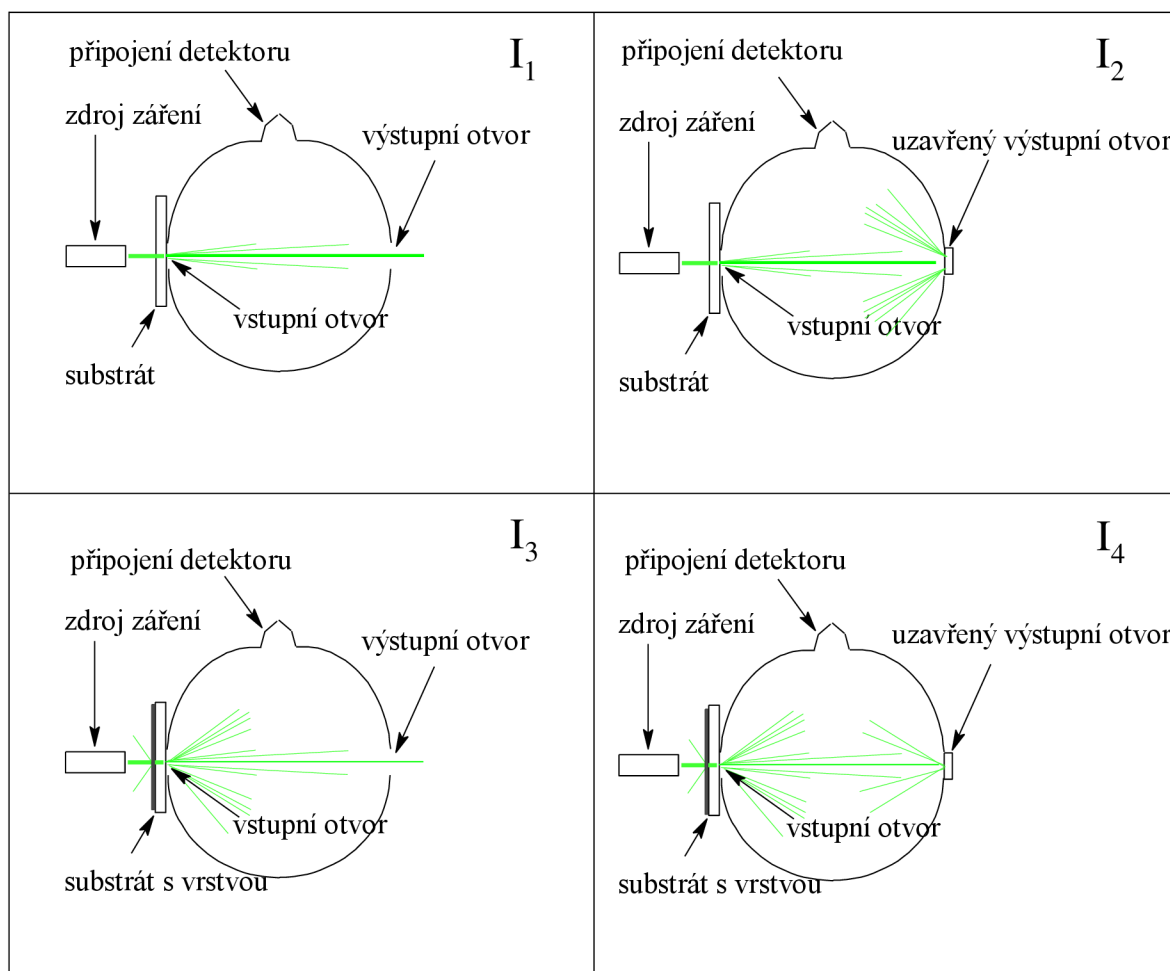 I1
připojení detektoru
zdroj záření
výstupní otvor
vstupní otvor
substrát
I2
připojení detektoru
zdroj záření
uzavřený výstupní otvor
vstupní otvor
substrát
I3
připojení detektoru
zdroj záření
výstupní otvor
vstupní otvor
substrát s vrstvou
I4
připojení detektoru
zdroj záření
uzavřený výstupní otvor
vstupní otvor
substrát s vrstvou